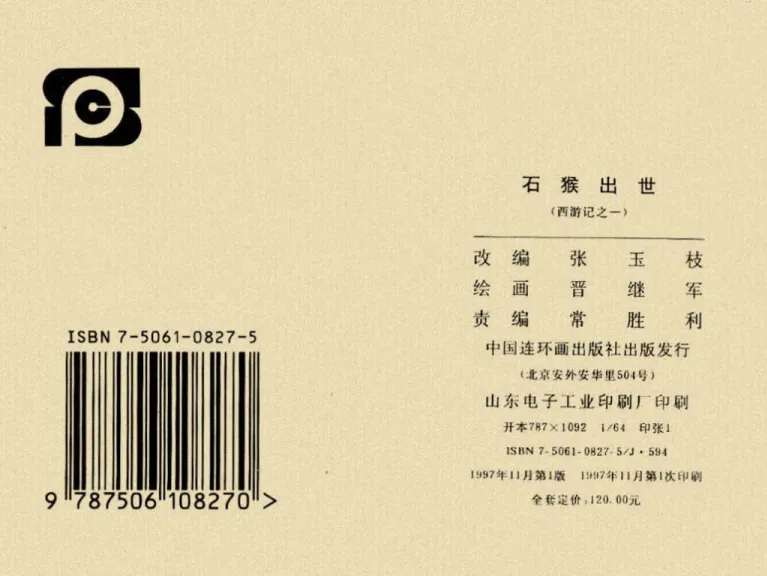 石猴出世
（西游记之一）
改编 张玉枝
绘画 晋继军
责编 常胜利
中国连环画出版社出版发行
（北京安外安华里504号）
山东电子工业印刷厂印刷
开本787×1092 1/64 印张1
ISBN 7-5061-0827-5/J·594
1997年11月第1版 1997年11月第1次印刷
全套定价：120.00元
ISBN 7-5061-0827-5
9 787506 108270 >